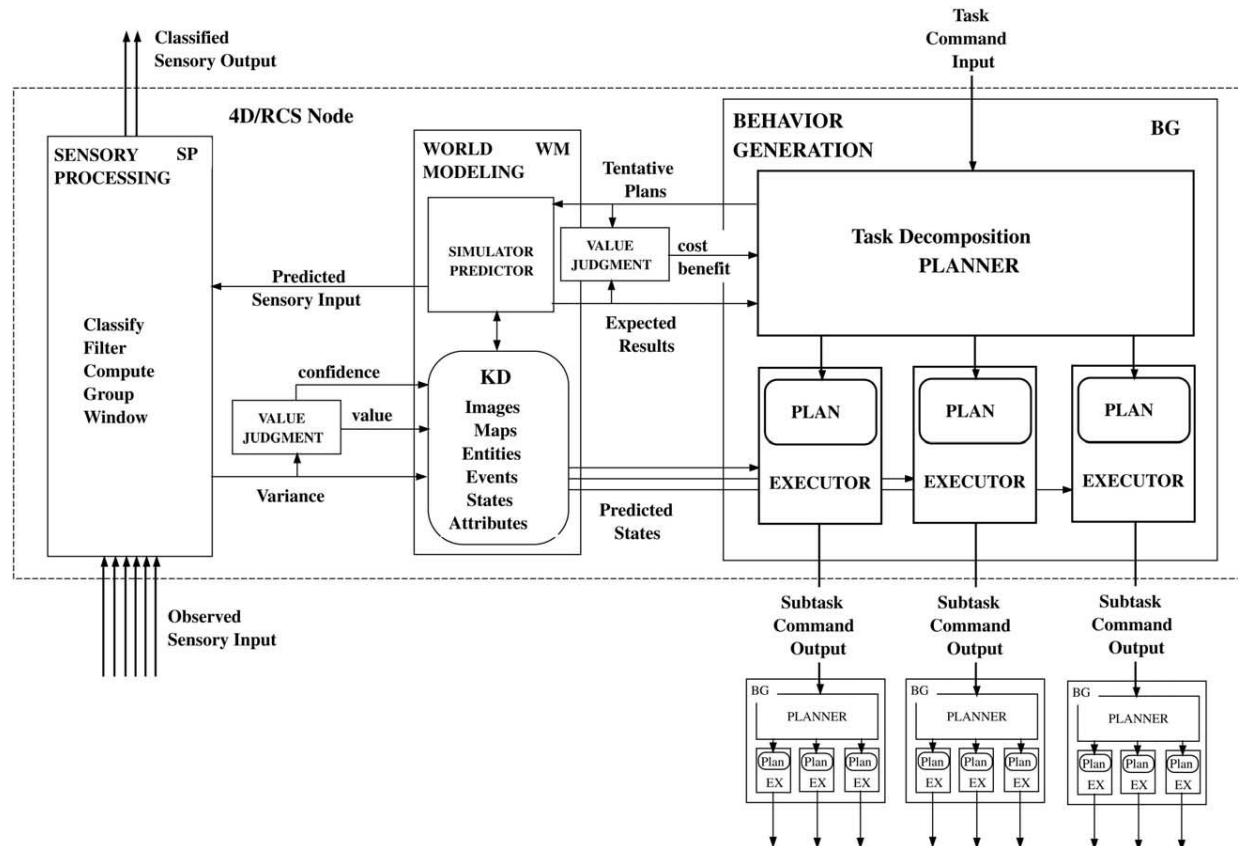 Classified
Sensory Output
Task
Command
Input
4D/RCS Node
SENSORY SP
PROCESSING
Classify
Filter
Compute
Group
Window
WORLD WM
MODELING
SIMULATOR
PREDICTOR
Predicted
Sensory Input
Tentative
Plans
VALUE
JUDGMENT
cost
benefit
Expected
Results
BEHAVIOR BG
GENERATION
Task Decomposition
PLANNER
confidence
VALUE
JUDGMENT
value
Variance
KD
Images
Maps
Entities
Events
States
Attributes
Predicted
States
PLAN
EXECUTOR
PLAN
EXECUTOR
PLAN
EXECUTOR
Observed
Sensory Input
Subtask
Command
Output
Subtask
Command
Output
Subtask
Command
Output
BG
PLANNER
Plan Plan Plan
EX EX EX
BG
PLANNER
Plan Plan Plan
EX EX EX
BG
PLANNER
Plan Plan Plan
EX EX EX